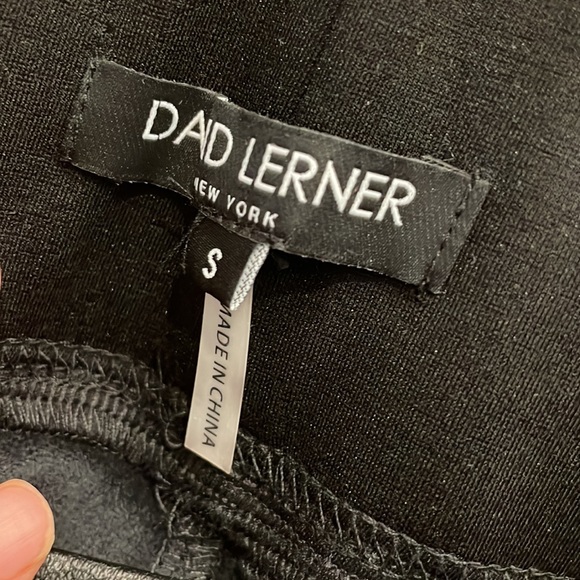 DAVID LERNER
NEW YORK
S
MADE IN CHINA